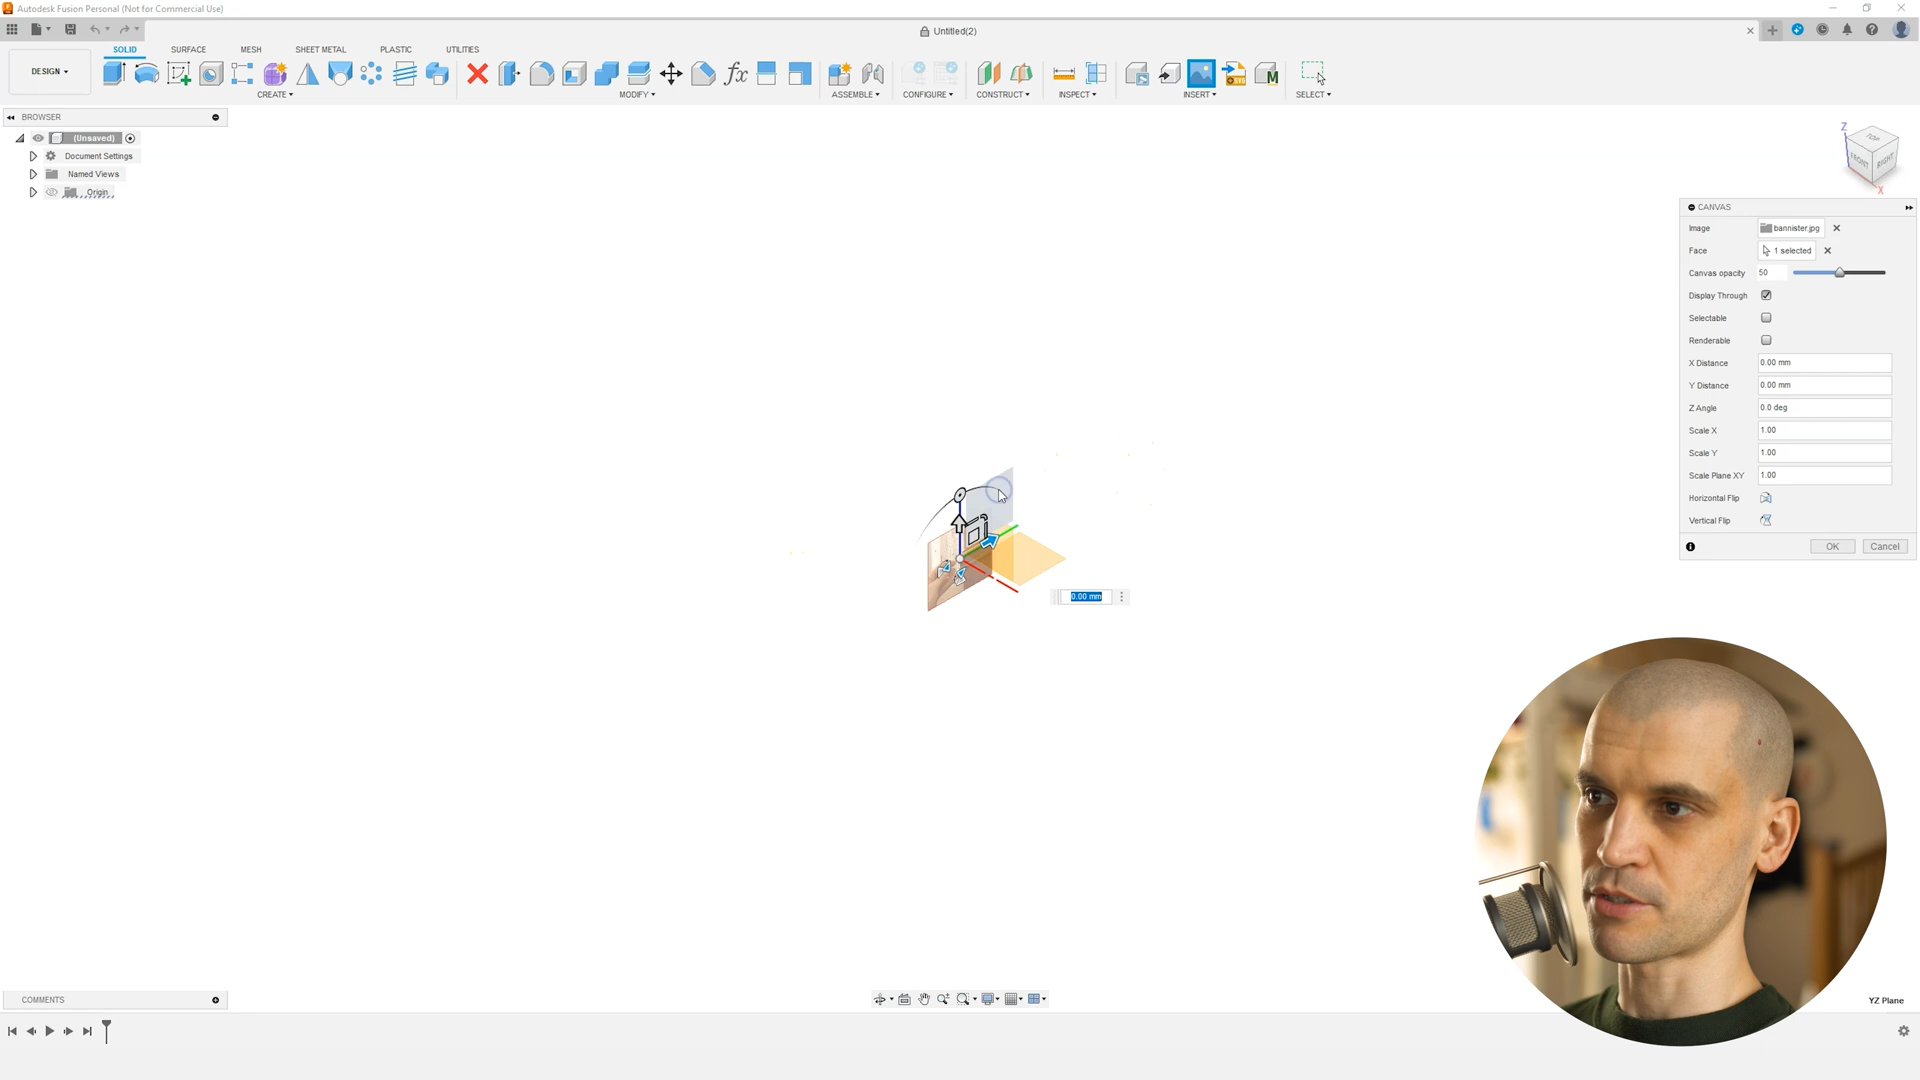 Autodesk Fusion Personal (Not for Commercial Use)
Untitled(2)
SOLID SURFACE MESH SHEET METAL PLASTIC UTILITIES
DESIGN
CREATE MODIFY ASSEMBLE CONFIGURE CONSTRUCT INSPECT INSERT SELECT
BROWSER
(Unsaved)
Document Settings
Named Views
Origin
Z
TOP
FRONT
RIGHT
X
CANVAS
Image bannister.jpg
Face 1 selected
Canvas opacity 50
Display Through
Selectable
Renderable
X Distance 0.00 mm
Y Distance 0.00 mm
Z Angle 0.0 deg
Scale X 1.00
Scale Y 1.00
Scale Plane XY 1.00
Horizontal Flip
Vertical Flip
OK Cancel
0.00 mm
COMMENTS
YZ Plane